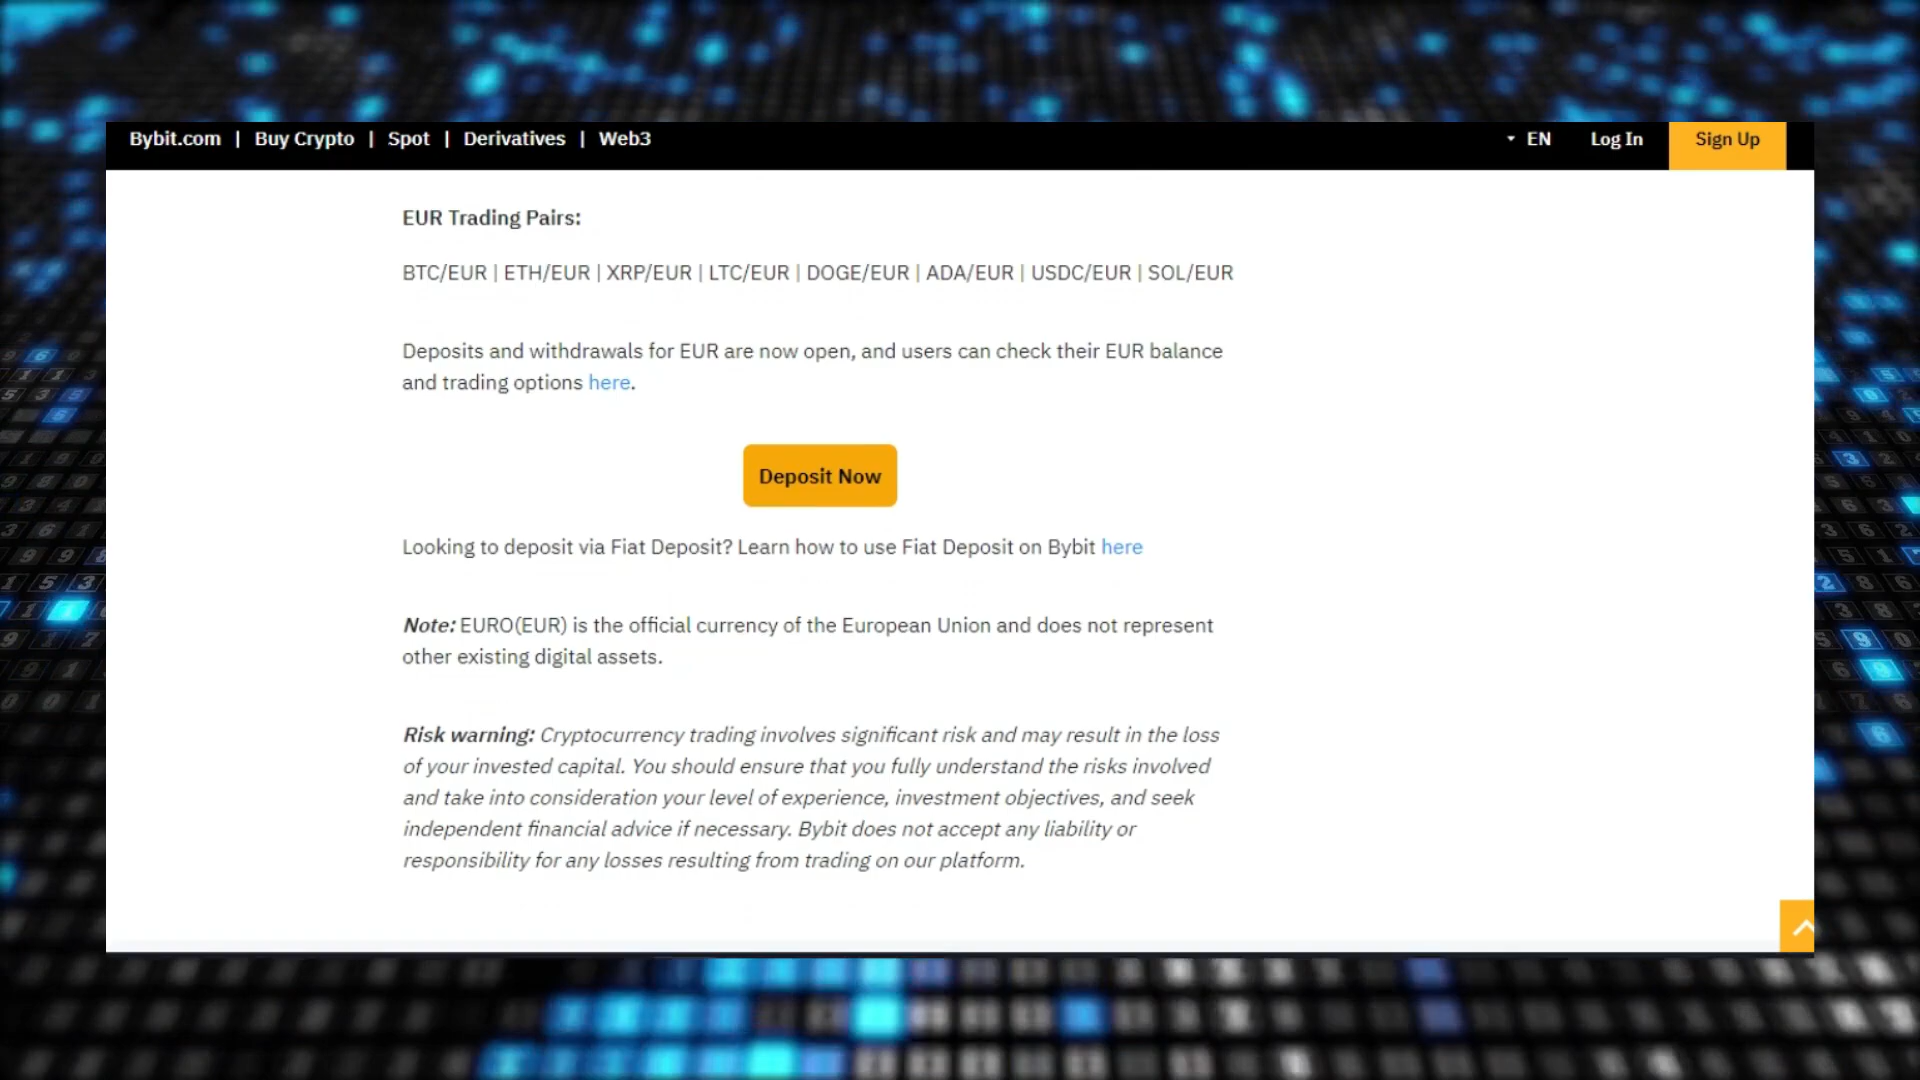 Bybit.com | Buy Crypto | Spot | Derivatives | Web3 EN Log In Sign Up
EUR Trading Pairs:
BTC/EUR | ETH/EUR | XRP/EUR | LTC/EUR | DOGE/EUR | ADA/EUR | USDC/EUR | SOL/EUR
Deposits and withdrawals for EUR are now open, and users can check their EUR balance
and trading options here.
Deposit Now
Looking to deposit via Fiat Deposit? Learn how to use Fiat Deposit on Bybit here
Note: EURO(EUR) is the official currency of the European Union and does not represent
other existing digital assets.
Risk warning: Cryptocurrency trading involves significant risk and may result in the loss
of your invested capital. You should ensure that you fully understand the risks involved
and take into consideration your level of experience, investment objectives, and seek
independent financial advice if necessary. Bybit does not accept any liability or
responsibility for any losses resulting from trading on our platform.